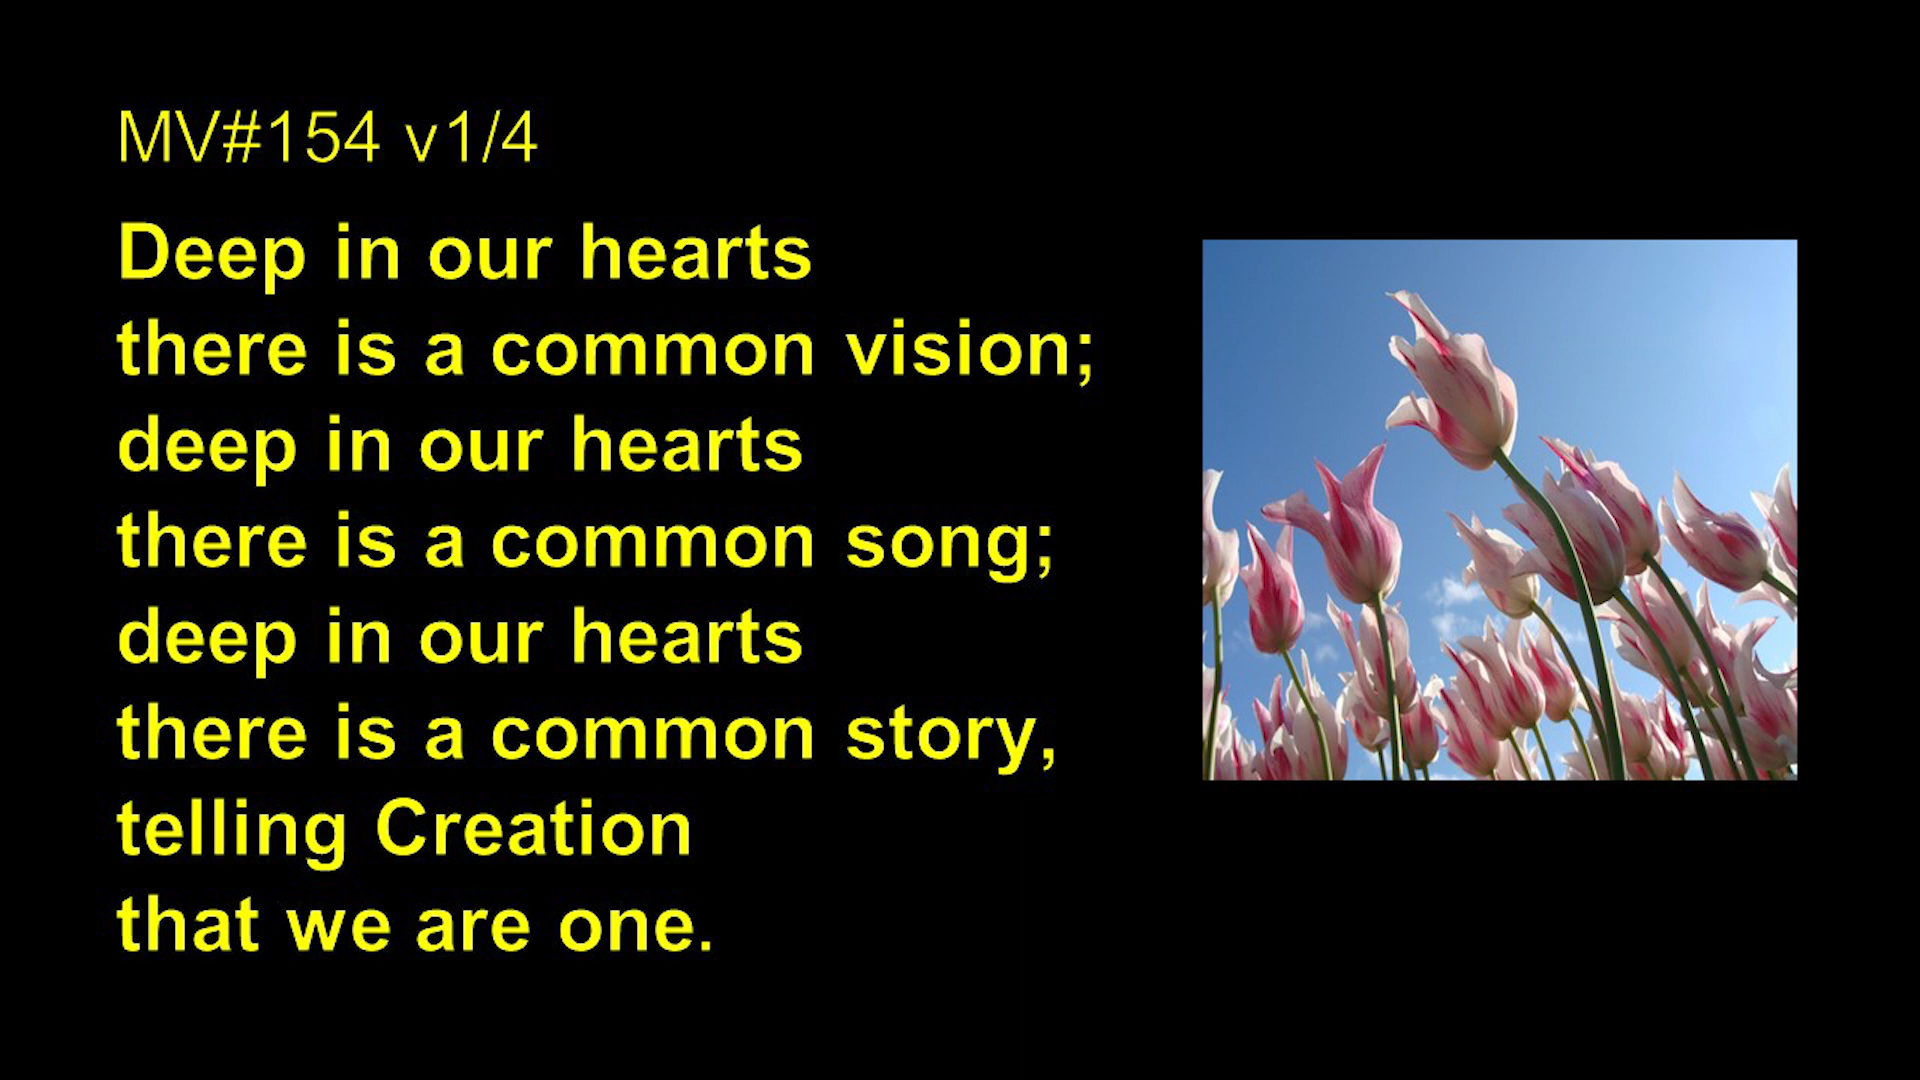 MV#154 v1/4
Deep in our hearts
there is a common vision;
deep in our hearts
there is a common song;
deep in our hearts
there is a common story,
telling Creation
that we are one.